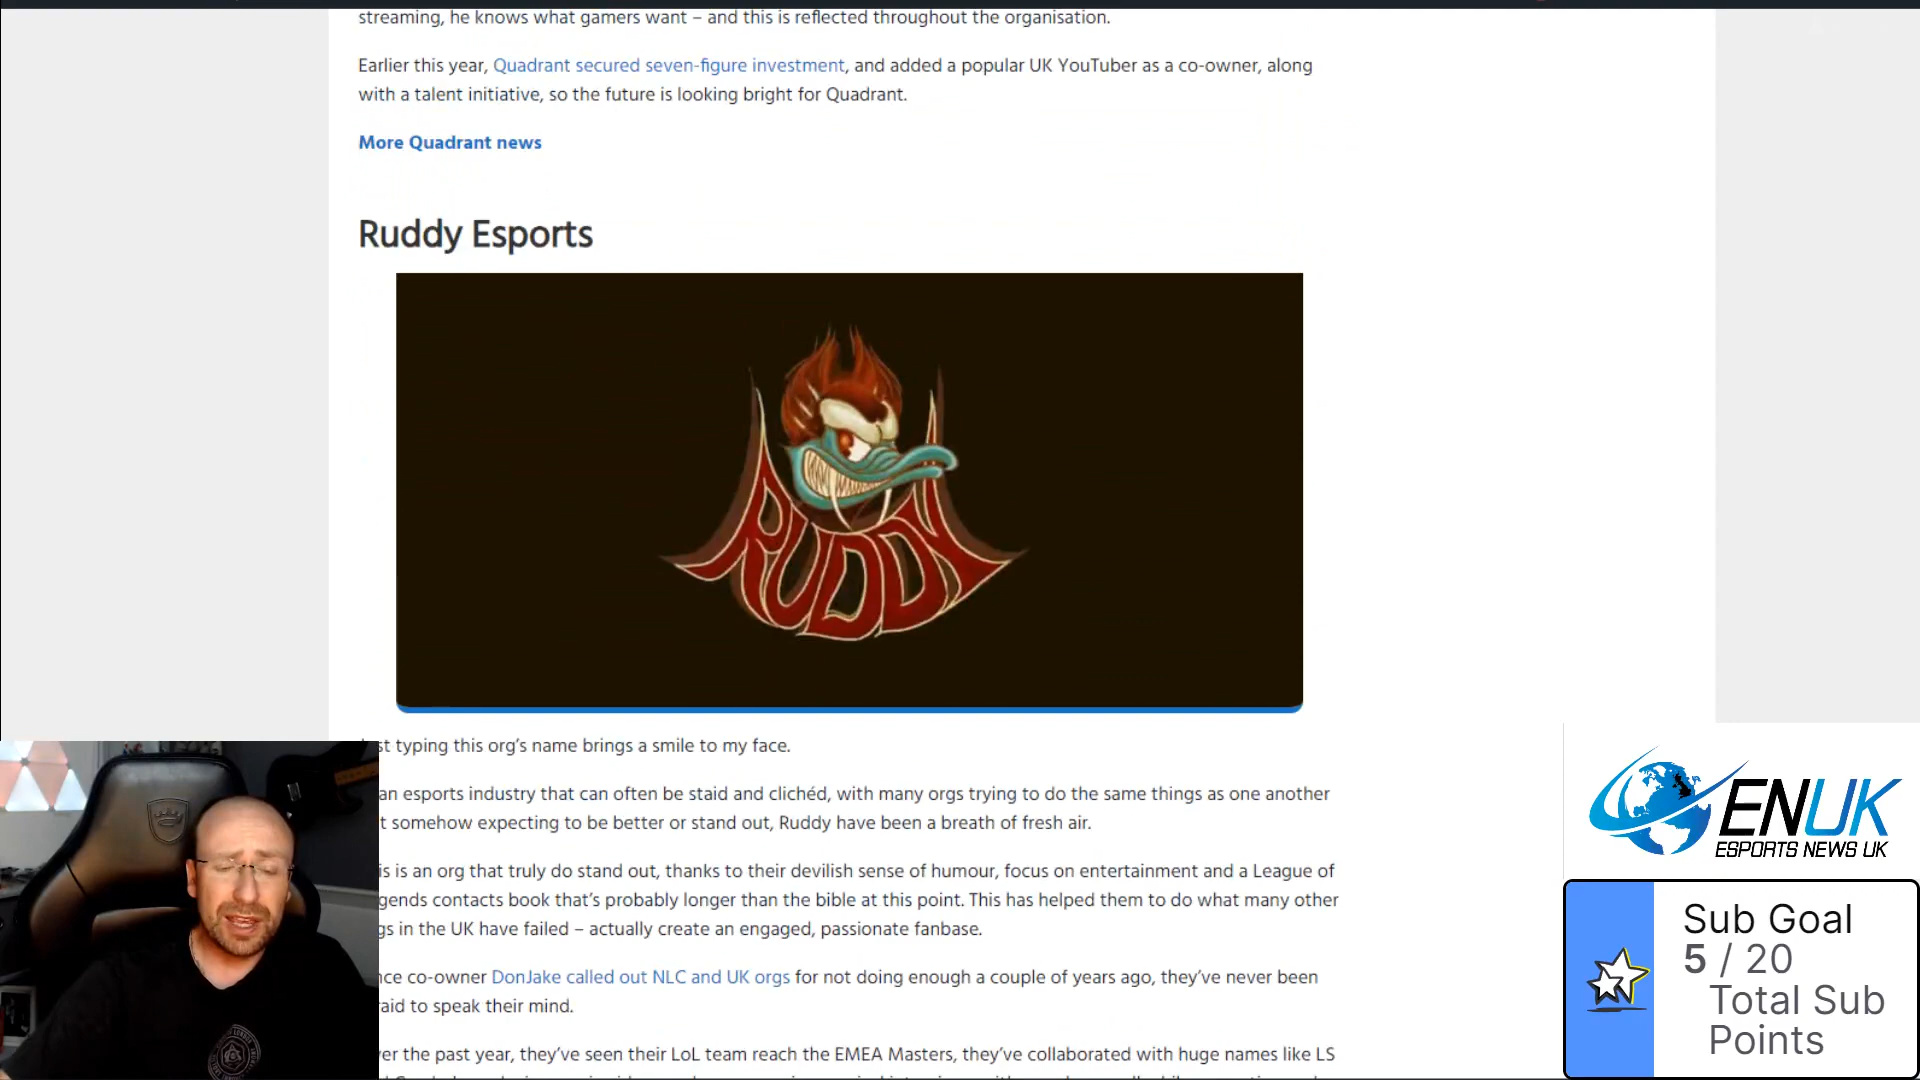 streaming, he knows what gamers want – and this is reflected throughout the organisation.
Earlier this year, Quadrant secured seven-figure investment, and added a popular UK YouTuber as a co-owner, along
with a talent initiative, so the future is looking bright for Quadrant.
More Quadrant news
Ruddy Esports
RUDDY
typing this org’s name brings a smile to my face.
an esports industry that can often be staid and clichéd, with many orgs trying to do the same things as one another
somehow expecting to be better or stand out, Ruddy have been a breath of fresh air.
is an org that truly do stand out, thanks to their devilish sense of humour, focus on entertainment and a League of
contacts book that’s probably longer than the bible at this point. This has helped them to do what many other
in the UK have failed – actually create an engaged, passionate fanbase.
co-owner DonJake called out NLC and UK orgs for not doing enough a couple of years ago, they’ve never been
to speak their mind.
the past year, they’ve seen their LoL team reach the EMEA Masters, they’ve collaborated with huge names like LS
ENUK
ESPORTS NEWS UK
Sub Goal
5 / 20
Total Sub
Points